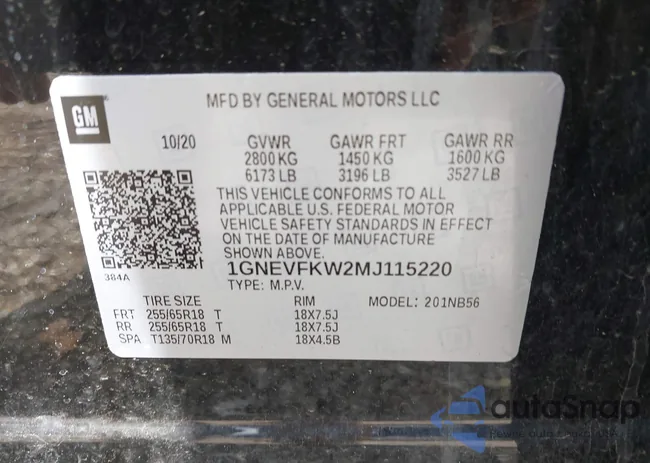 GM
MFD BY GENERAL MOTORS LLC
10/20 GVWR GAWR FRT GAWR RR
2800 KG 1450 KG 1600 KG
6173 LB 3196 LB 3527 LB
THIS VEHICLE CONFORMS TO ALL
APPLICABLE U.S. FEDERAL MOTOR
VEHICLE SAFETY STANDARDS IN EFFECT
ON THE DATE OF MANUFACTURE
SHOWN ABOVE.
384A
1GNEVFKW2MJ115220
TYPE: M.P.V.
TIRE SIZE RIM MODEL: 201NB56
FRT 255/65R18 T 18X7.5J
RR 255/65R18 T 18X7.5J
SPA T135/70R18 M 18X4.5B
autoSnap
power auto transactions